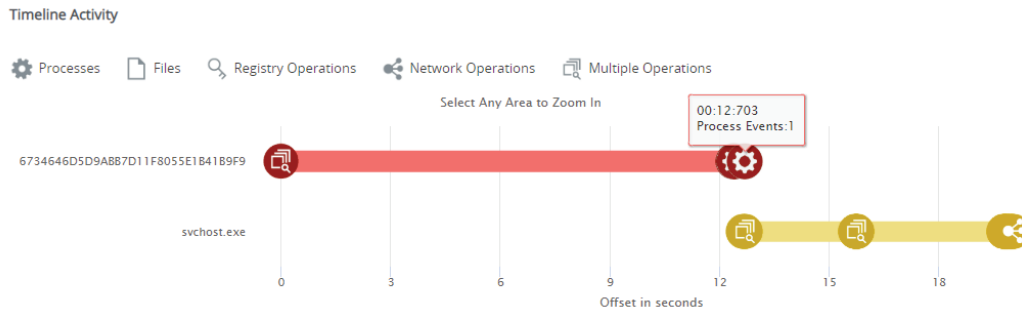 Timeline Activity
Processes Files Registry Operations Network Operations Multiple Operations
Select Any Area to Zoom In
00:12:703
Process Events:1
6734646D5D9ABB7D11F8055E1B41B9F9
svchost.exe
0 3 6 9 12 15 18
Offset in seconds